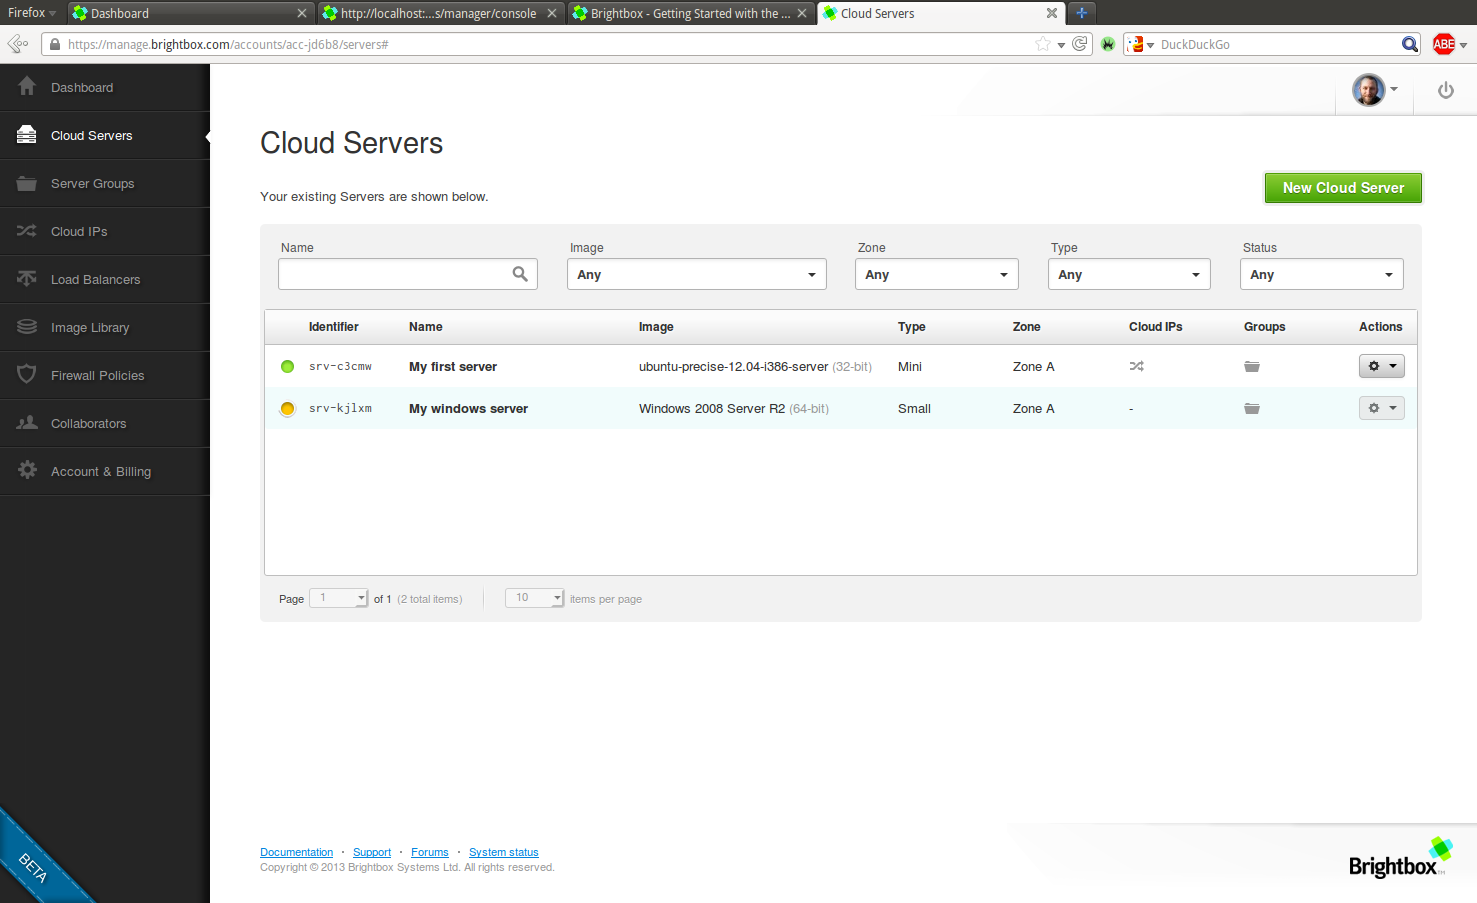 Firefox
Dashboard
http://localhost:...s/manager/console
Brightbox - Getting Started with the ...
Cloud Servers
https://manage.brightbox.com/accounts/acc-jd6b8/servers#
DuckDuckGo
ABE
Dashboard
Cloud Servers
Server Groups
Cloud IPs
Load Balancers
Image Library
Firewall Policies
Collaborators
Account & Billing
BETA
Cloud Servers
Your existing Servers are shown below.
New Cloud Server
Name Image Zone Type Status
Any Any Any Any
Identifier Name Image Type Zone Cloud IPs Groups Actions
srv-c3cmw My first server ubuntu-precise-12.04-i386-server (32-bit) Mini Zone A
srv-kjlxm My windows server Windows 2008 Server R2 (64-bit) Small Zone A -
Page 1 of 1 (2 total items) 10 items per page
Documentation · Support · Forums · System status
Copyright © 2013 Brightbox Systems Ltd. All rights reserved.
Brightbox™